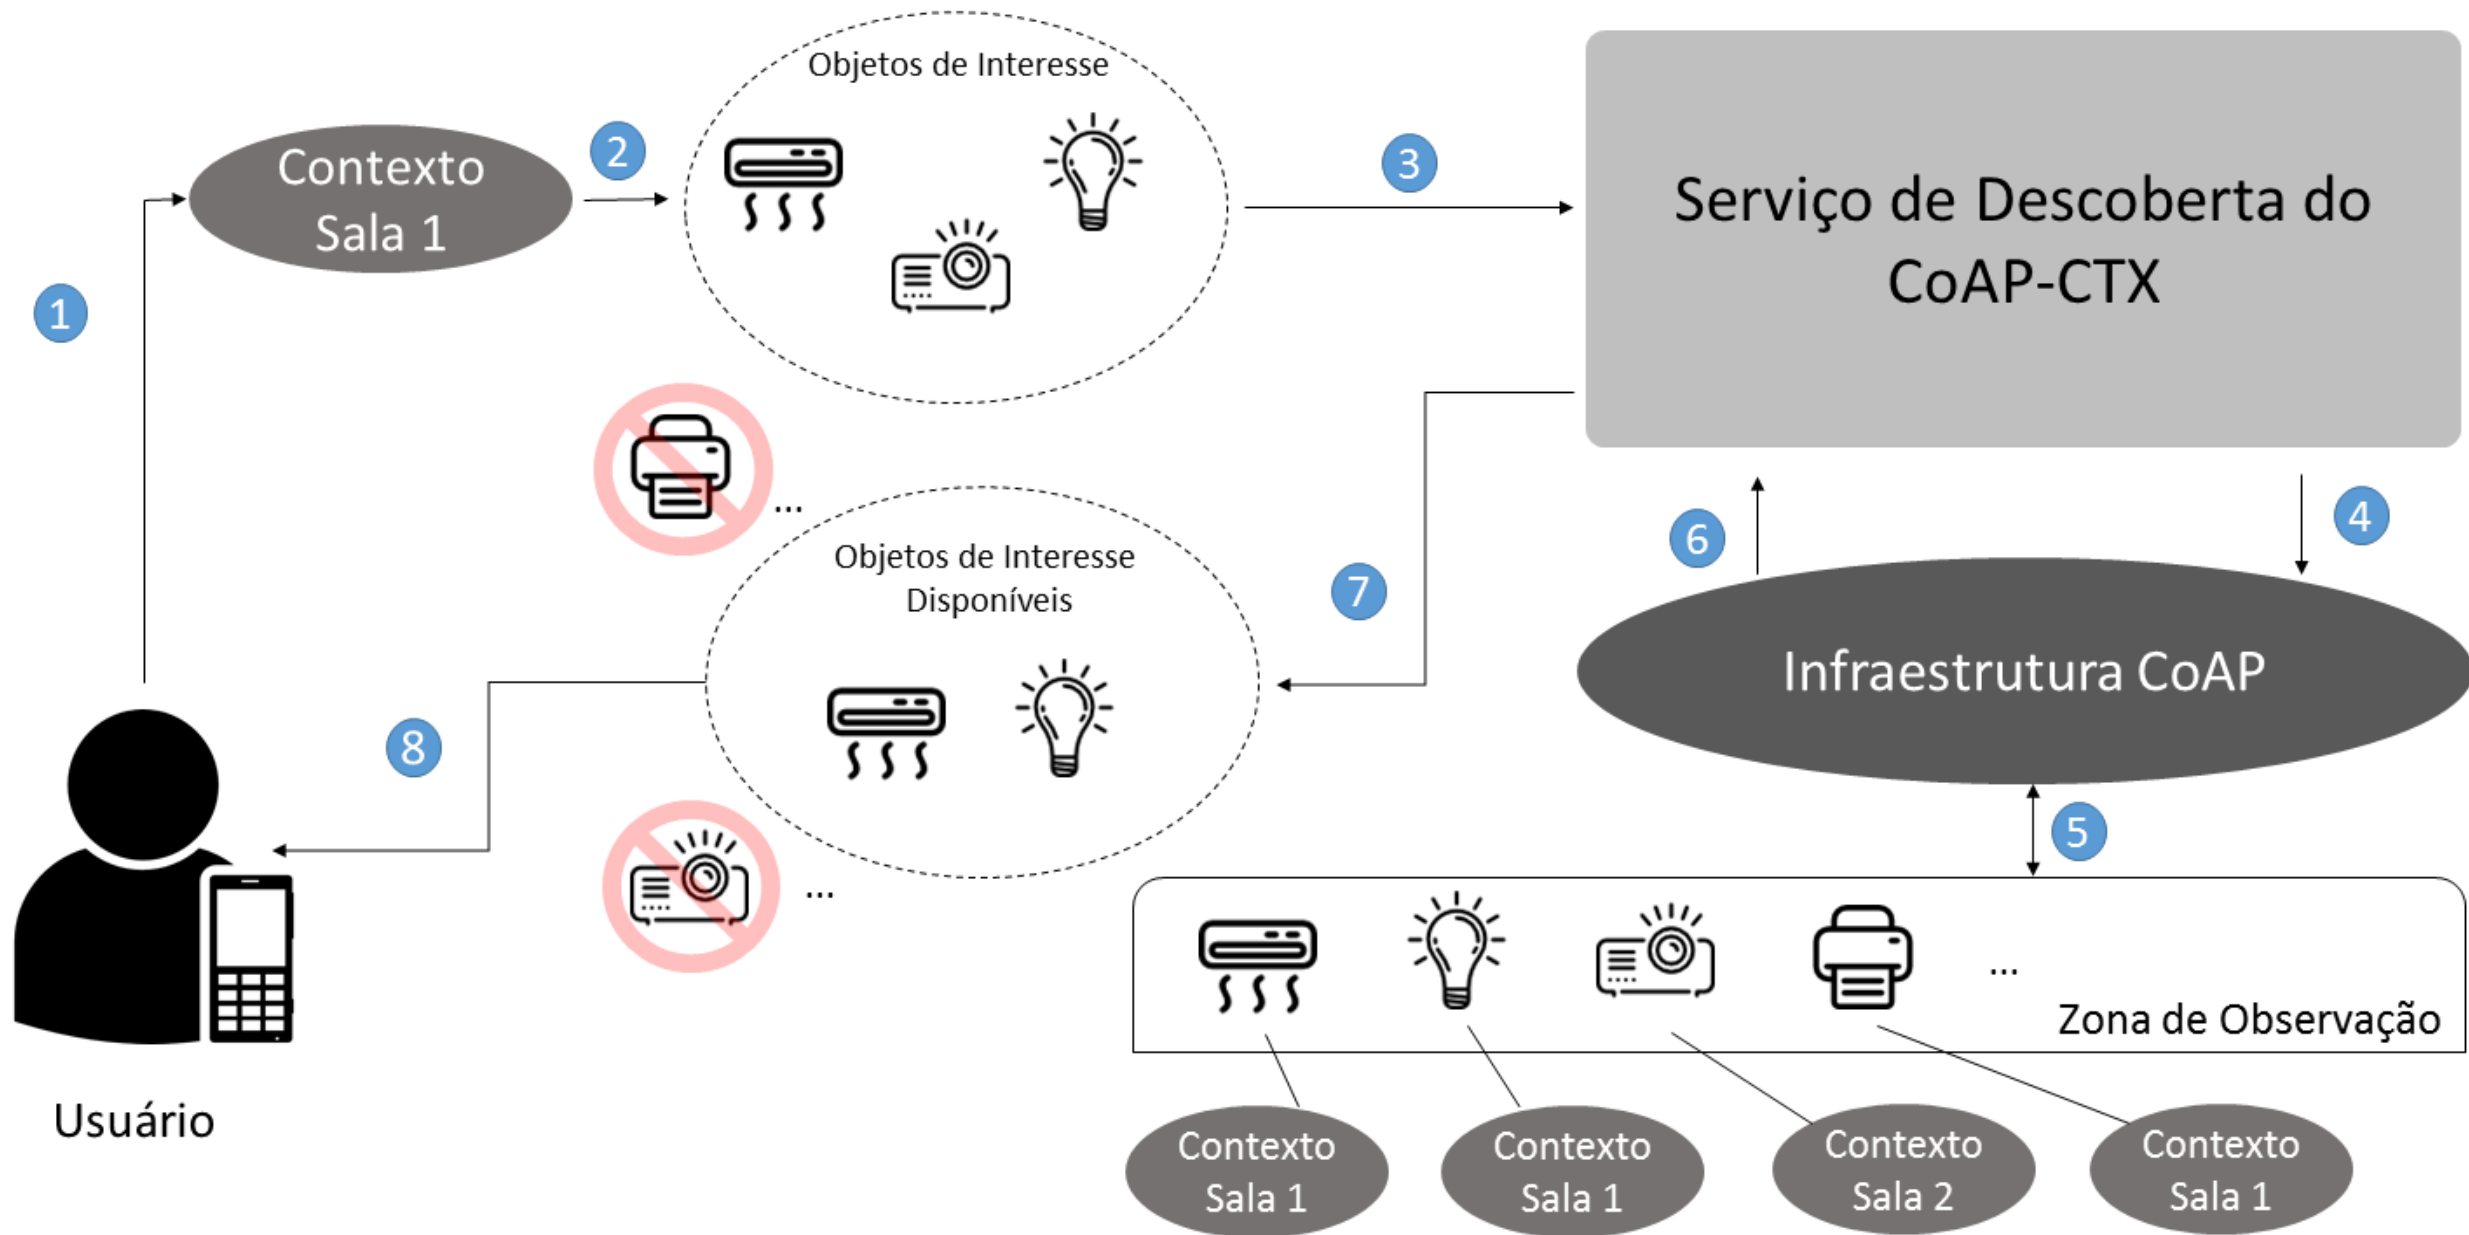 Objetos de Interesse
Contexto
Sala 1
1
2
3
Serviço de Descoberta do
CoAP-CTX
...
Objetos de Interesse
Disponíveis
4
6
7
Infraestrutura CoAP
8
5
...
...
Zona de Observação
Usuário
Contexto
Sala 1
Contexto
Sala 1
Contexto
Sala 2
Contexto
Sala 1